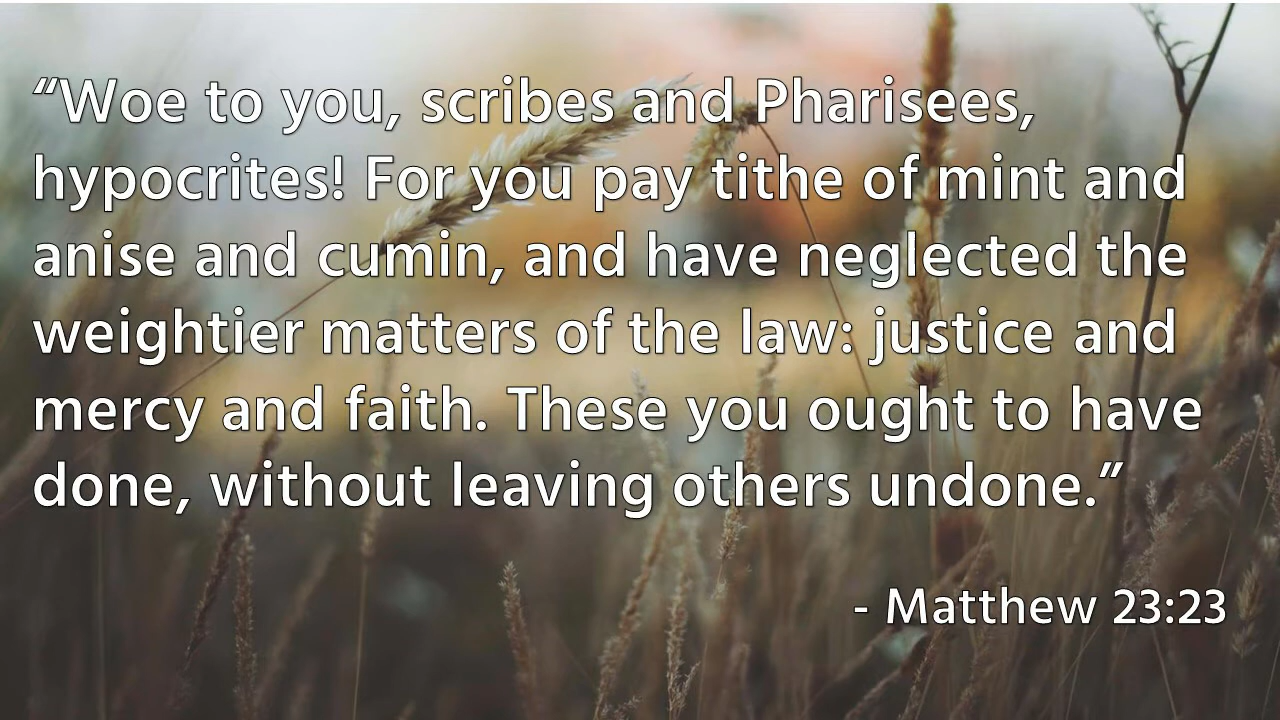 “Woe to you, scribes and Pharisees,
hypocrites! For you pay tithe of mint and
anise and cumin, and have neglected the
weightier matters of the law: justice and
mercy and faith. These you ought to have
done, without leaving others undone.”
- Matthew 23:23